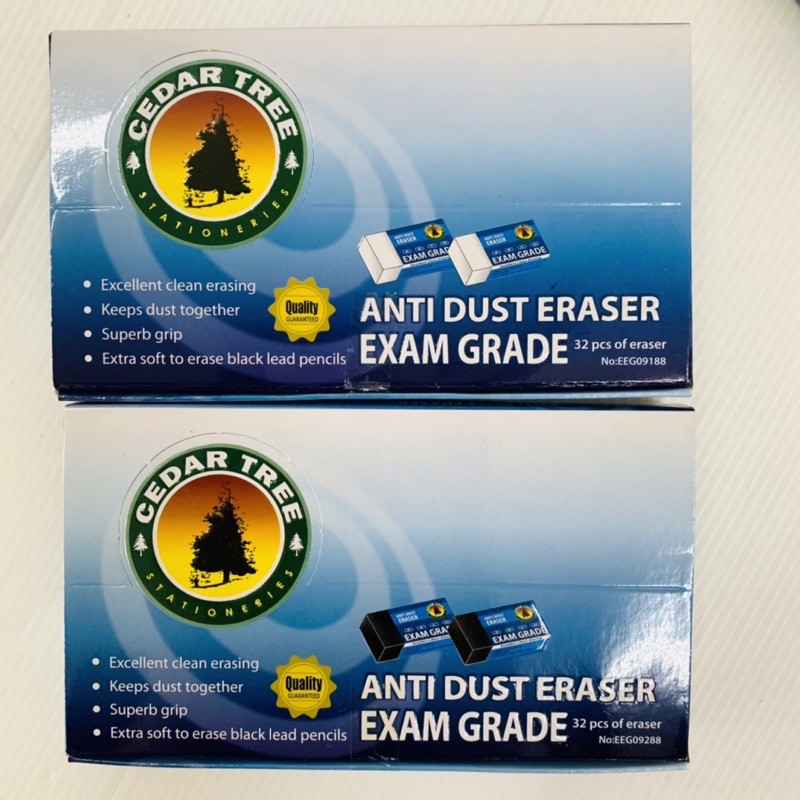 CEDAR TREE
STATIONERIES
ANTI DUST
ERASER
EXAM GRADE
ANTI DUST
ERASER
EXAM GRADE
Excellent clean erasing
Keeps dust together
Superb grip
Extra soft to erase black lead pencils
Quality
GUARANTEED
ANTI DUST ERASER
EXAM GRADE
32 pcs of eraser
No:EEG09188
CEDAR TREE
STATIONERIES
ANTI DUST
ERASER
EXAM GRA
ANTI DUST
ERASER
EXAM GRADE
Excellent clean erasing
Keeps dust together
Superb grip
Extra soft to erase black lead pencils
Quality
GUARANTEED
ANTI DUST ERASER
EXAM GRADE
32 pcs of eraser
No:EEG09288